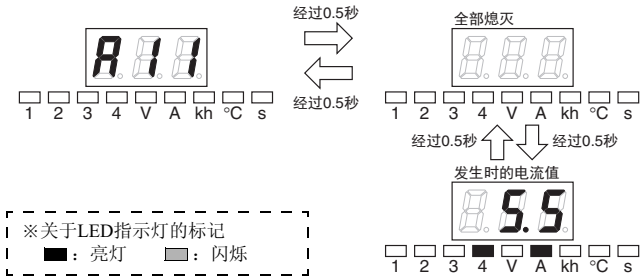 经过0.5秒
全部熄灭
A11
经过0.5秒
1 2 3 4 V A kh °C s
1 2 3 4 V A kh °C s
经过0.5秒 经过0.5秒
发生时的电流值
5.5
※关于LED指示灯的标记
：亮灯 ：闪烁
1 2 3 4 V A kh °C s